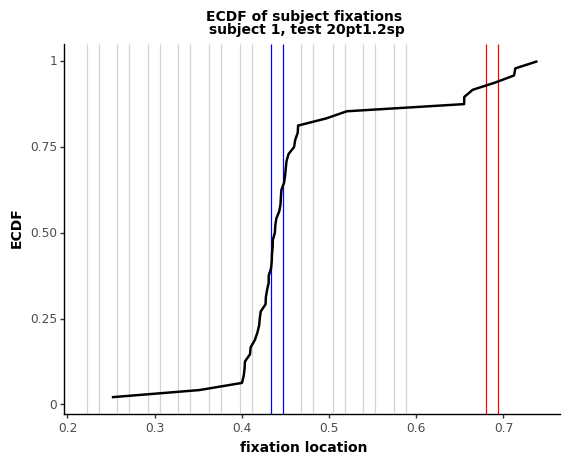 ECDF of subject fixations
subject 1, test 20pt1.2sp
1
0.75
0.50
0.25
0
ECDF
0.2 0.3 0.4 0.5 0.6 0.7
fixation location